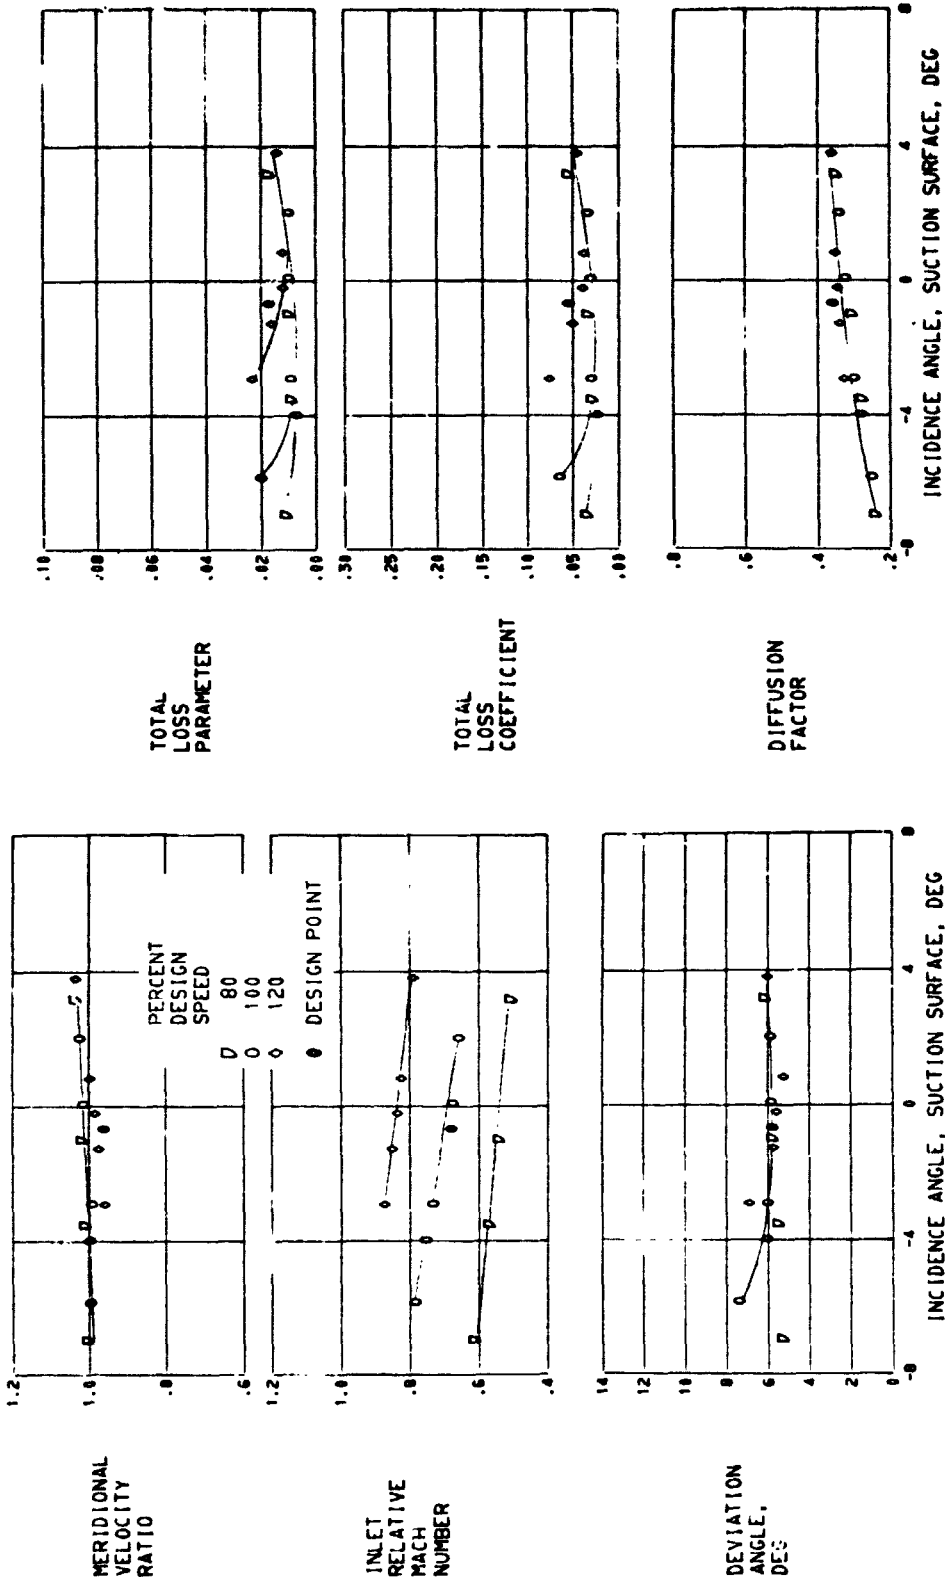 MERIDIONAL
VELOCITY
RATIO
1.2
1.0
.8
.6
PERCENT
DESIGN
SPEED
80
100
120
DESIGN POINT
INLET
RELATIVE
MACH
NUMBER
1.2
1.0
.8
.6
.4
DEVIATION
ANGLE,
14
12
10
8
6
4
2
0
-8
-4
0
4
8
INCIDENCE ANGLE, SUCTION SURFACE, DEG
TOTAL
LOSS
PARAMETER
.10
.08
.06
.04
.02
.00
TOTAL
LOSS
COEFFICIENT
.30
.25
.20
.15
.10
.05
.00
DIFFUSION
FACTOR
.8
.6
.4
.2
-8
-4
0
4
8
INCIDENCE ANGLE, SUCTION SURFACE, DEG